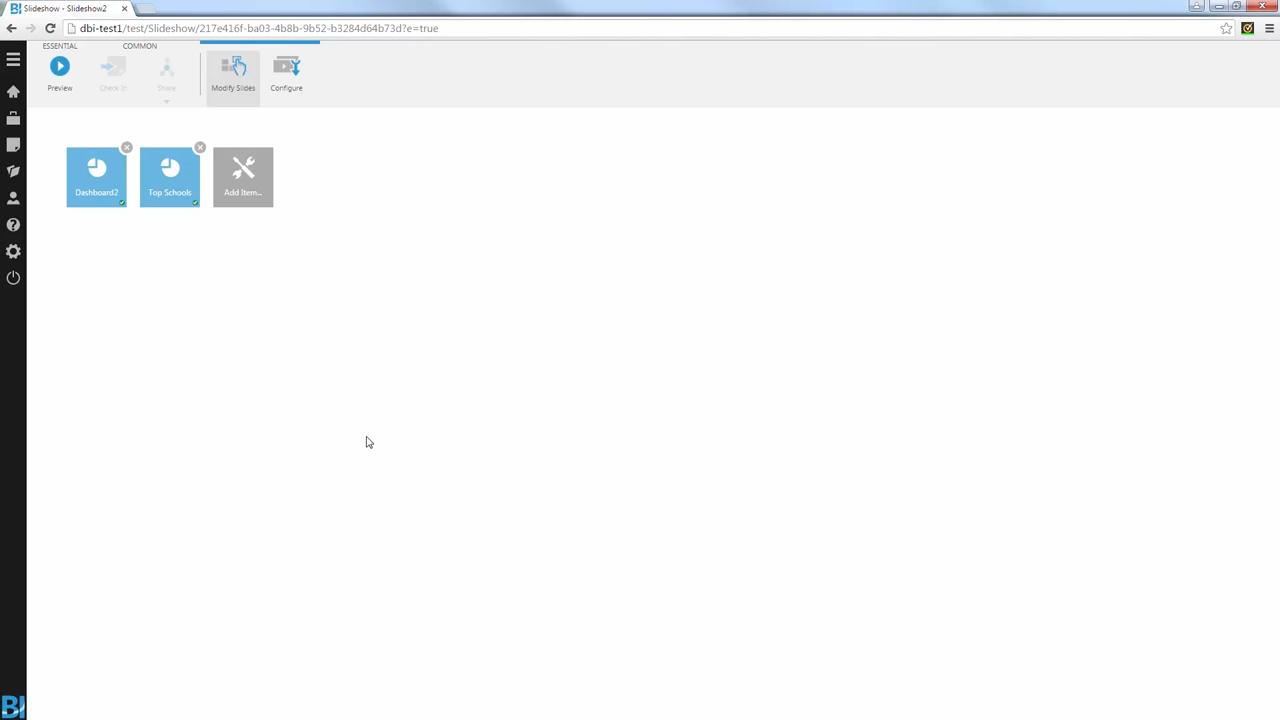 Slideshow - Slideshow2
dbi-test1/test/Slideshow/217e416f-ba03-4b8b-9b52-b3284d64b73d?e=true
ESSENTIAL
COMMON
Preview
Check In
Share
Modify Slides
Configure
Dashboard2
Top Schools
Add Item...
BI